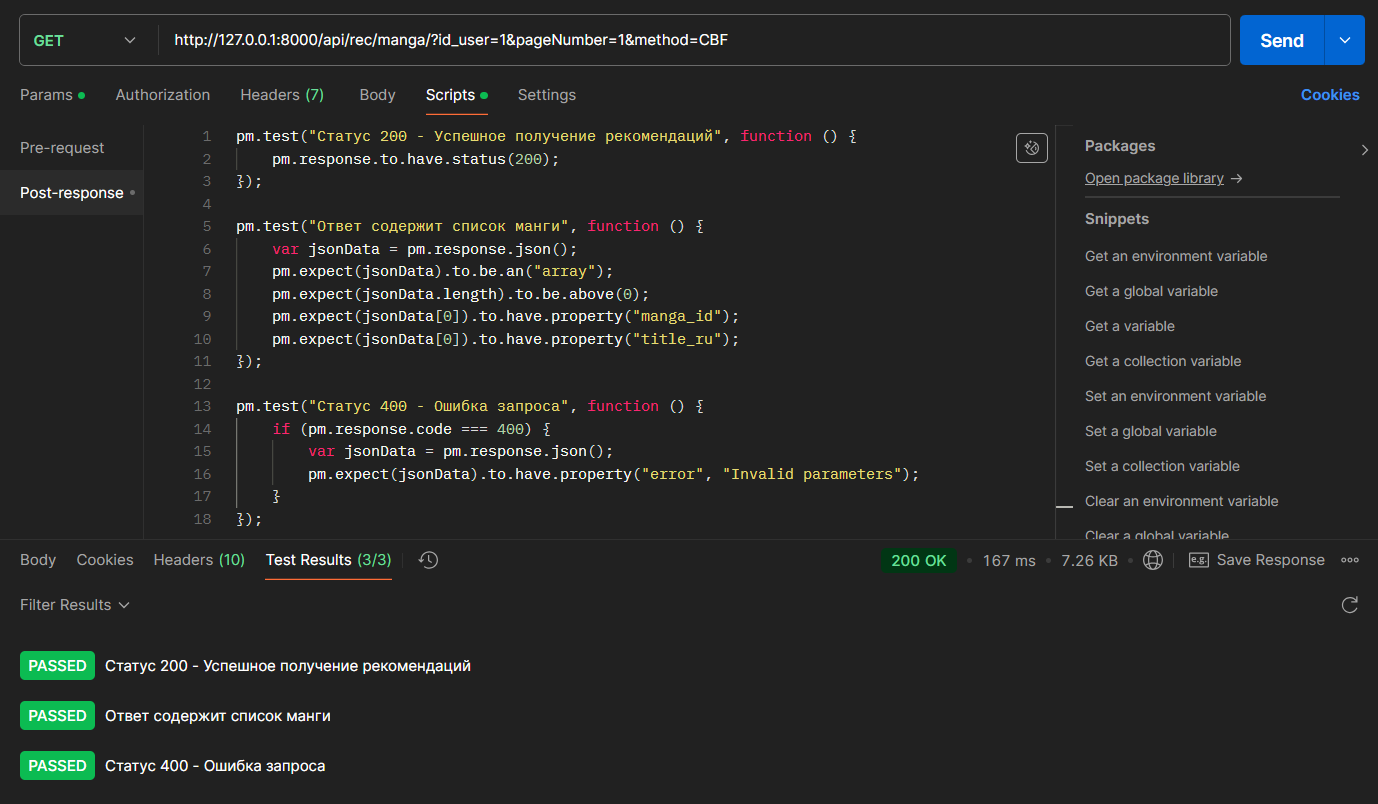 GET http://127.0.0.1:8000/api/rec/manga/?id_user=1&pageNumber=1&method=CBF Send
Params Authorization Headers (7) Body Scripts Settings Cookies
Pre-request
Post-response
1 pm.test("Статус 200 - Успешное получение рекомендаций", function () {
2 pm.response.to.have.status(200);
3 });
4
5 pm.test("Ответ содержит список манги", function () {
6 var jsonData = pm.response.json();
7 pm.expect(jsonData).to.be.an("array");
8 pm.expect(jsonData.length).to.be.above(0);
9 pm.expect(jsonData[0]).to.have.property("manga_id");
10 pm.expect(jsonData[0]).to.have.property("title_ru");
11 });
12
13 pm.test("Статус 400 - Ошибка запроса", function () {
14 if (pm.response.code === 400) {
15 var jsonData = pm.response.json();
16 pm.expect(jsonData).to.have.property("error", "Invalid parameters");
17 }
18 });
Packages
Open package library →
Snippets
Get an environment variable
Get a global variable
Get a variable
Get a collection variable
Set an environment variable
Set a global variable
Set a collection variable
Clear an environment variable
Clear a global variable
Body Cookies Headers (10) Test Results (3/3) 200 OK • 167 ms • 7.26 KB • e.g. Save Response
Filter Results
PASSED Статус 200 - Успешное получение рекомендаций
PASSED Ответ содержит список манги
PASSED Статус 400 - Ошибка запроса